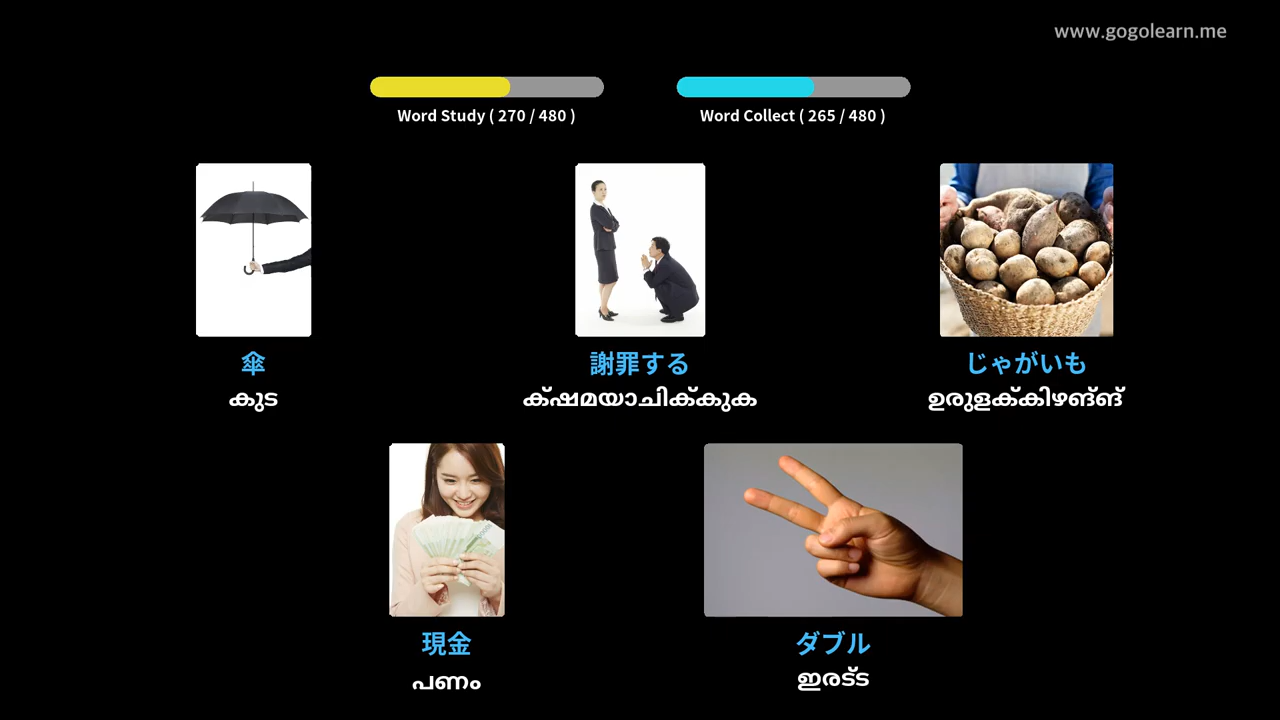 www.gogolearn.me
Word Study ( 270 / 480 )
Word Collect ( 265 / 480 )
傘
കുട
謝罪する
ക്ഷമയാചിക്കുക
じゃがいも
ഉരുളക്കിഴങ്ങ്
現金
പണം
ダブル
ഇരട്ട